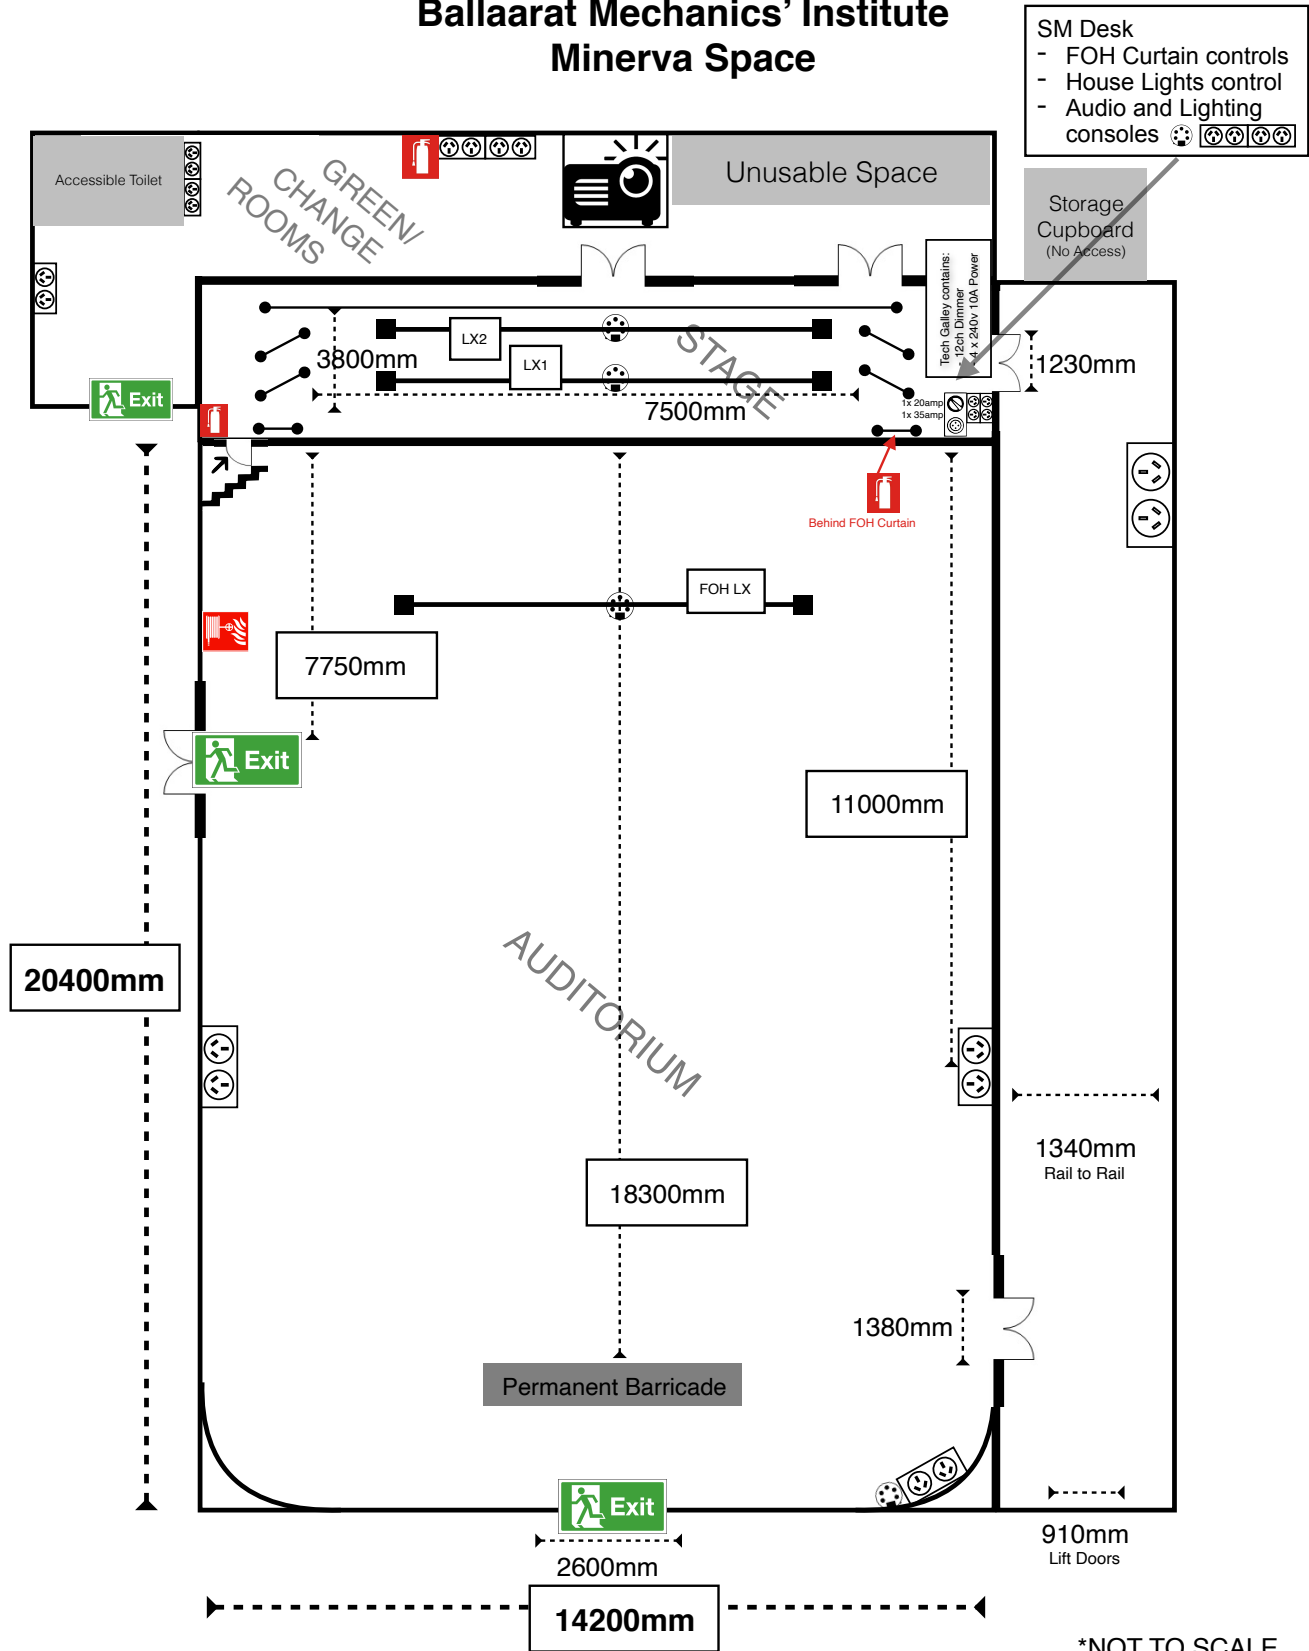 Ballaarat Mechanics’ Institute
Minerva Space
SM Desk
- FOH Curtain controls
- House Lights control
- Audio and Lighting
consoles
Accessible Toilet
GREEN/
CHANGE
ROOMS
Unusable Space
Storage
Cupboard
(No Access)
Tech Galley contains:
12ch Dimmer
4 x 240v 10A Power
LX2
3800mm
LX1
STAGE
7500mm
1230mm
1x 20amp
1x 35amp
Exit
Behind FOH Curtain
FOH LX
7750mm
Exit
11000mm
20400mm
AUDITORIUM
1340mm
Rail to Rail
18300mm
1380mm
Permanent Barricade
Exit
2600mm
910mm
Lift Doors
14200mm
*NOT TO SCALE